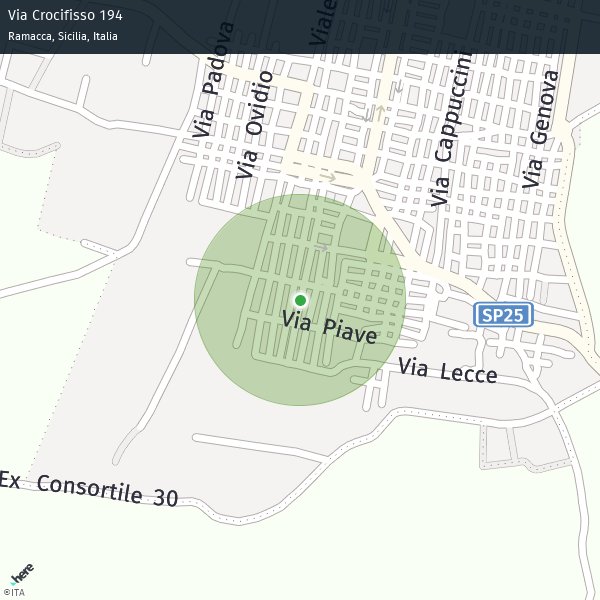 Via Crocifisso 194
Ramacca, Sicilia, Italia
Viale
Via Padova
Via Ovidio
Via Cappuccini
Via Genova
SP25
Via Piave
Via Lecce
Ex Consortile 30
here
©ITA